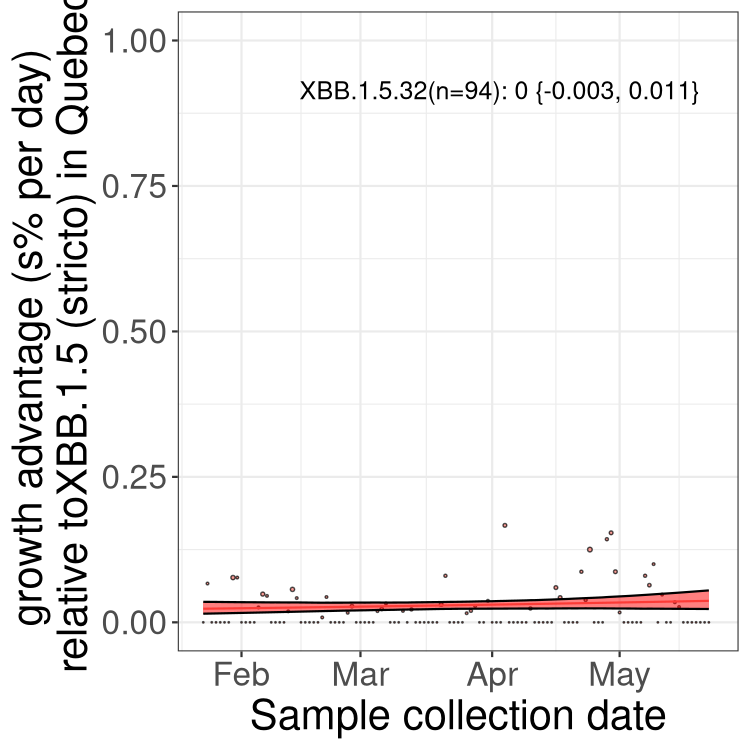 growth advantage (s% per day)
relative toXBB.1.5 (stricto) in Quebec
1.00
0.75
0.50
0.25
0.00
XBB.1.5.32(n=94): 0 {-0.003, 0.011}
Feb Mar Apr May
Sample collection date